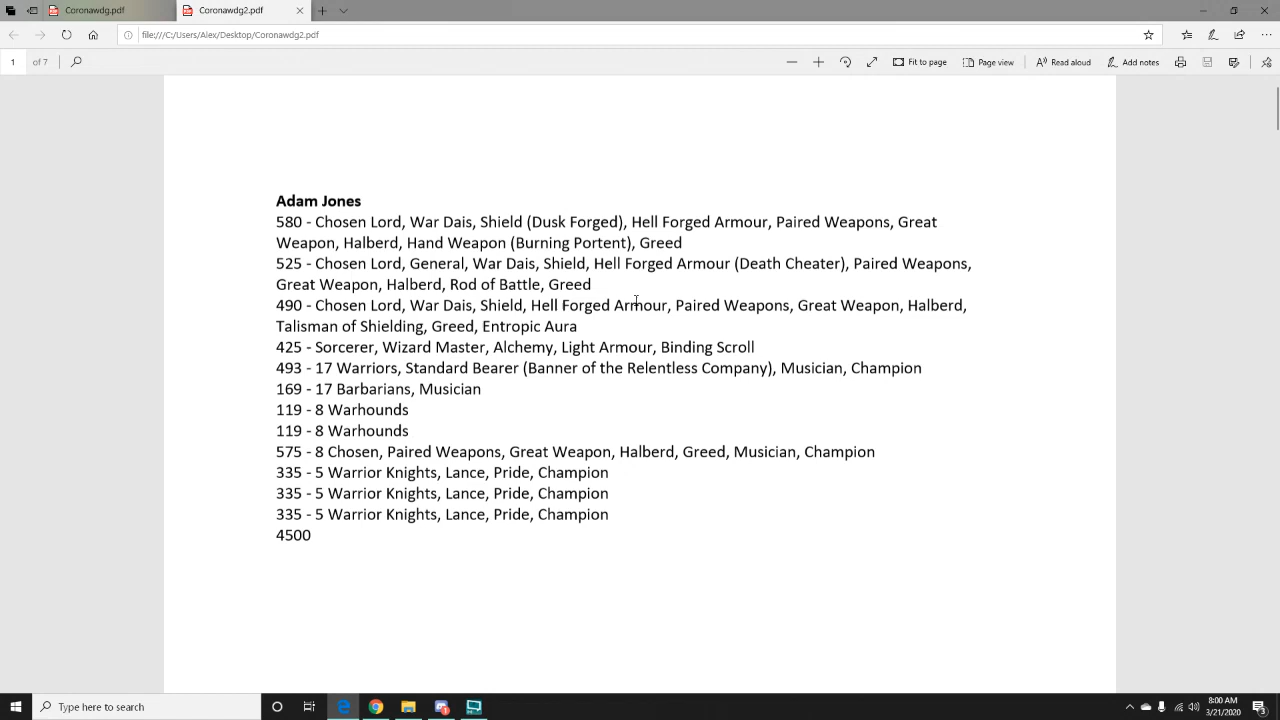 Coronawdg.pdf
Coronawdg2.pdf
file:///C:/Users/Alex/Desktop/Coronawdg2.pdf
1 of 7
Fit to page
Page view
Read aloud
Add notes
Adam Jones
580 - Chosen Lord, War Dais, Shield (Dusk Forged), Hell Forged Armour, Paired Weapons, Great
Weapon, Halberd, Hand Weapon (Burning Portent), Greed
525 - Chosen Lord, General, War Dais, Shield, Hell Forged Armour (Death Cheater), Paired Weapons,
Great Weapon, Halberd, Rod of Battle, Greed
490 - Chosen Lord, War Dais, Shield, Hell Forged Armour, Paired Weapons, Great Weapon, Halberd,
Talisman of Shielding, Greed, Entropic Aura
425 - Sorcerer, Wizard Master, Alchemy, Light Armour, Binding Scroll
493 - 17 Warriors, Standard Bearer (Banner of the Relentless Company), Musician, Champion
169 - 17 Barbarians, Musician
119 - 8 Warhounds
119 - 8 Warhounds
575 - 8 Chosen, Paired Weapons, Great Weapon, Halberd, Greed, Musician, Champion
335 - 5 Warrior Knights, Lance, Pride, Champion
335 - 5 Warrior Knights, Lance, Pride, Champion
335 - 5 Warrior Knights, Lance, Pride, Champion
4500
Type here to search
8:00 AM
3/21/2020